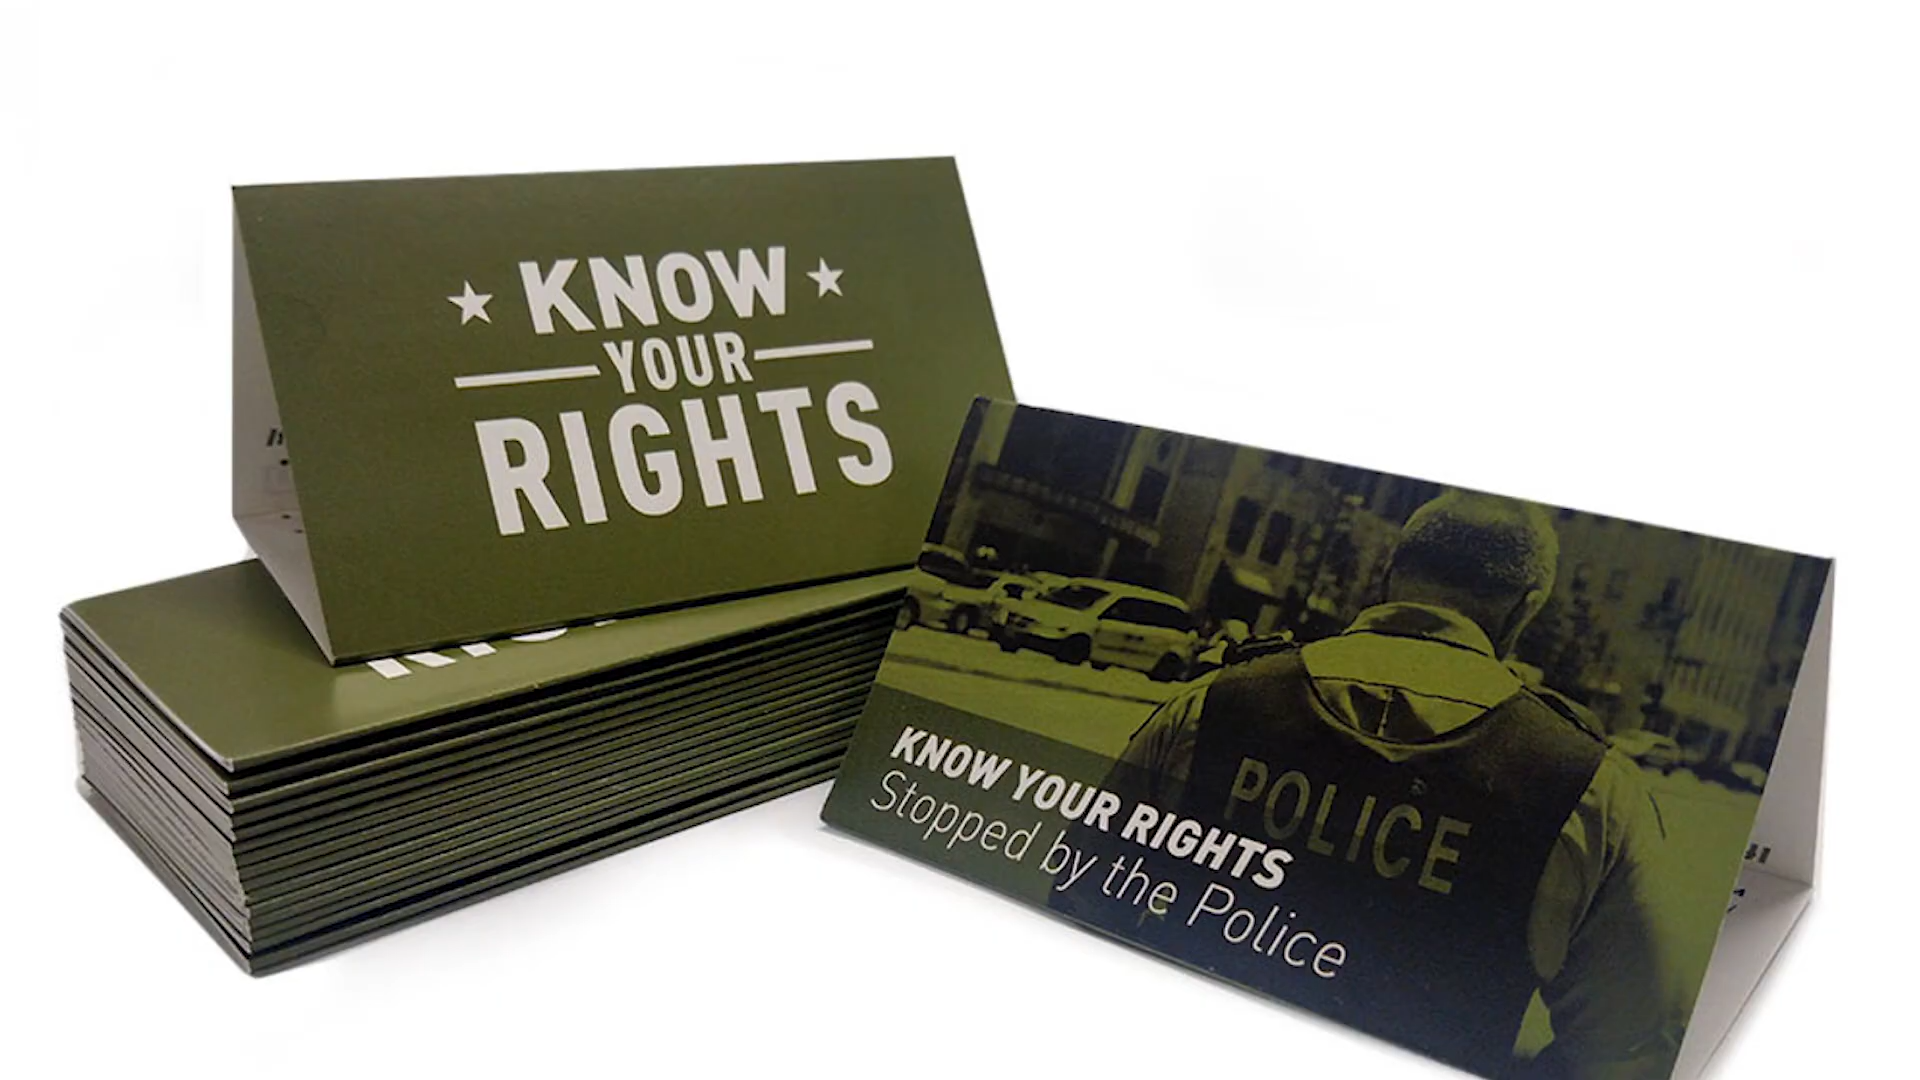 ★ KNOW ★
YOUR
RIGHTS
KNOW YOUR RIGHTS
Stopped by the Police
POLICE